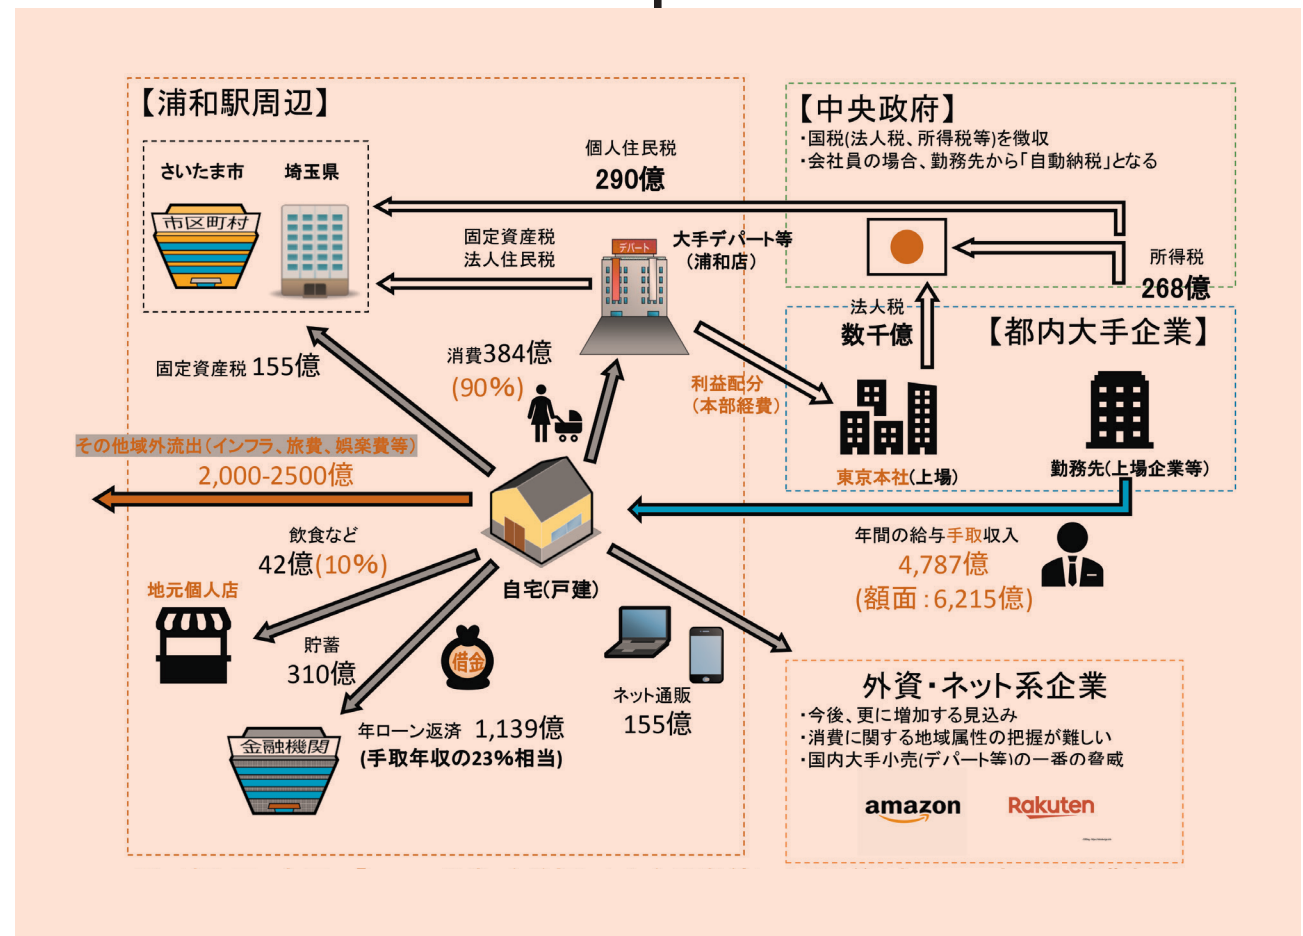 【浦和駅周辺】
さいたま市
埼玉県
市区町村
個人住民税
290億
固定資産税
法人住民税
デパート
大手デパート等
(浦和店)
固定資産税 155億
消費384億
(90%)
利益配分
(本部経費)
その他域外流出(インフラ、旅費、娯楽費等)
2,000-2500億
飲食など
42億(10%)
地元個人店
自宅(戸建)
貯蓄
310億
借金
年ローン返済 1,139億
(手取年収の23%相当)
金融機関
ネット通販
155億
【中央政府】
・国税(法人税、所得税等)を徴収
・会社員の場合、勤務先から「自動納税」となる
所得税
268億
法人税
数千億
【都内大手企業】
東京本社(上場)
勤務先(上場企業等)
年間の給与手取収入
4,787億
(額面:6,215億)
外資・ネット系企業
・今後、更に増加する見込み
・消費に関する地域属性の把握が難しい
・国内大手小売(デパート等)の一番の脅威
amazon
Rakuten